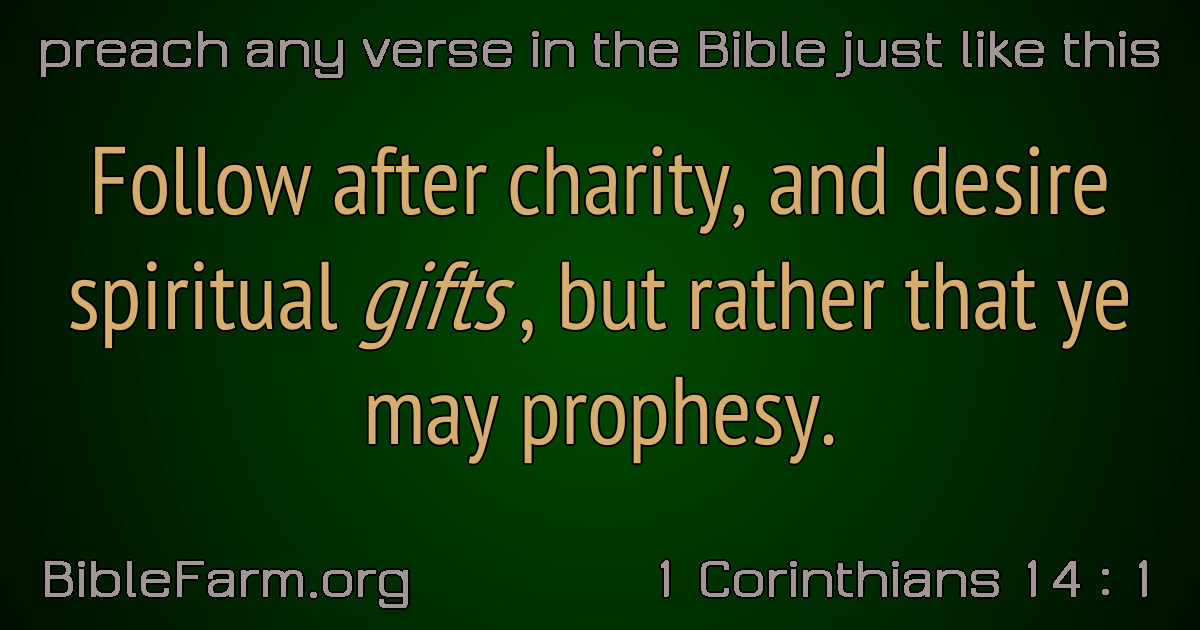 preach any verse in the Bible just like this
Follow after charity, and desire
spiritual gifts, but rather that ye
may prophesy.
BibleFarm.org
1 Corinthians 14 : 1